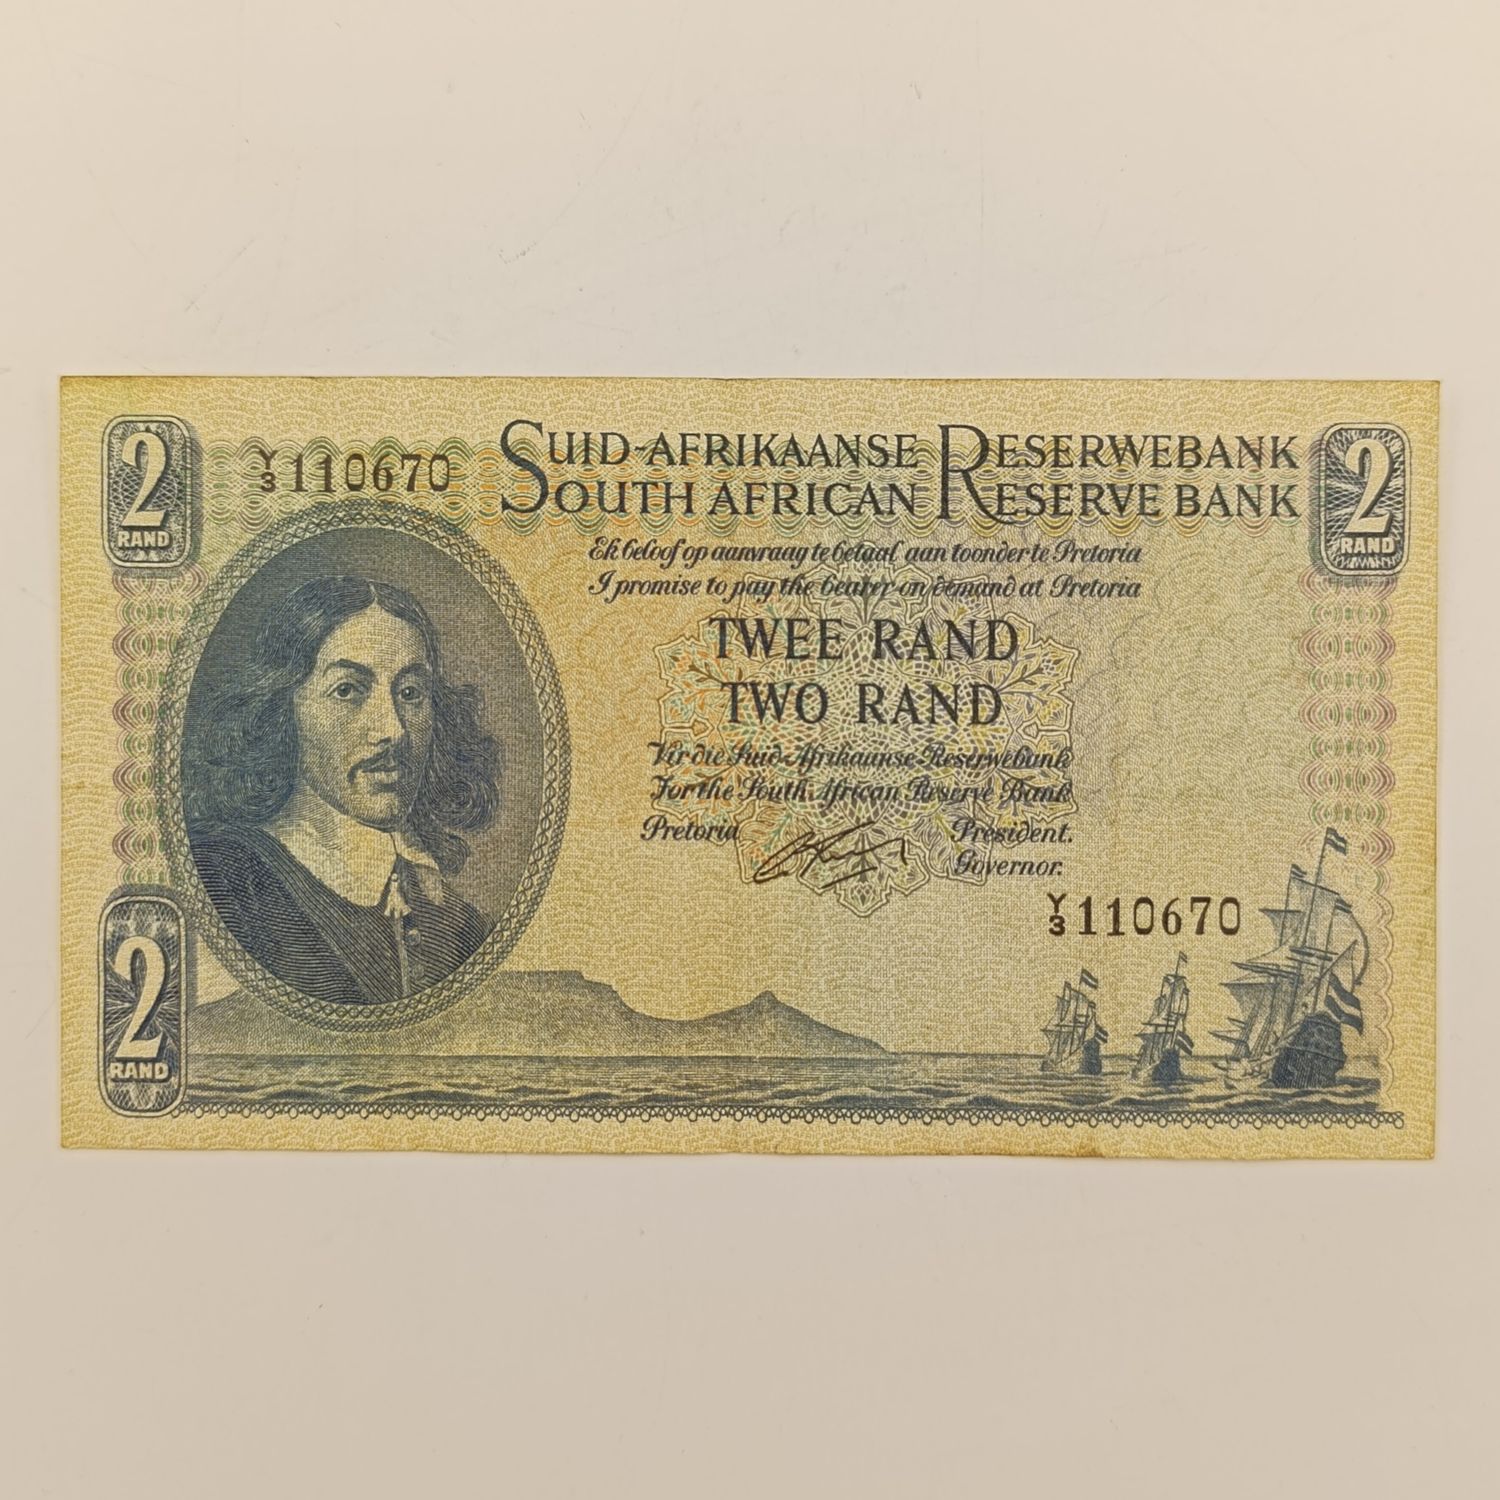 2
RAND
Y/3 110670
SUID-AFRIKAANSE RESERWEBANK
SOUTH AFRICAN RESERVE BANK
2
RAND
Ek beloof op aanvraag te betaal aan toonder te Pretoria
I promise to pay the bearer on demand at Pretoria
TWEE RAND
TWO RAND
Vir die Suid-Afrikaanse Reserwebank
For the South African Reserve Bank
Pretoria
President.
Governor.
Y/3 110670
2
RAND